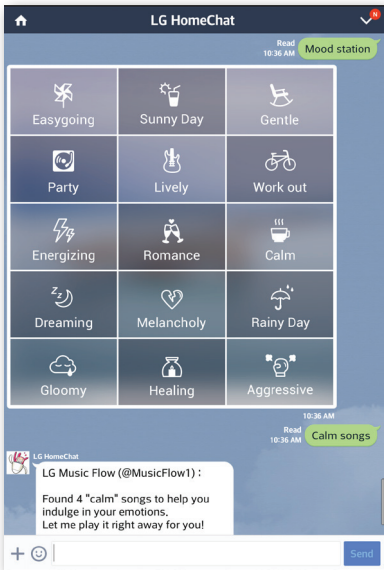 LG HomeChat
N
Read
10:36 AM
Mood station
Easygoing
Sunny Day
Gentle
Party
Lively
Work out
Energizing
Romance
Calm
Zzz
Dreaming
Melancholy
Rainy Day
Gloomy
Healing
Aggressive
10:36 AM
Read
10:36 AM
Calm songs
LG HomeChat
LG Music Flow (@MusicFlow1) :
Found 4 "calm" songs to help you
indulge in your emotions.
Let me play it right away for you!
Send